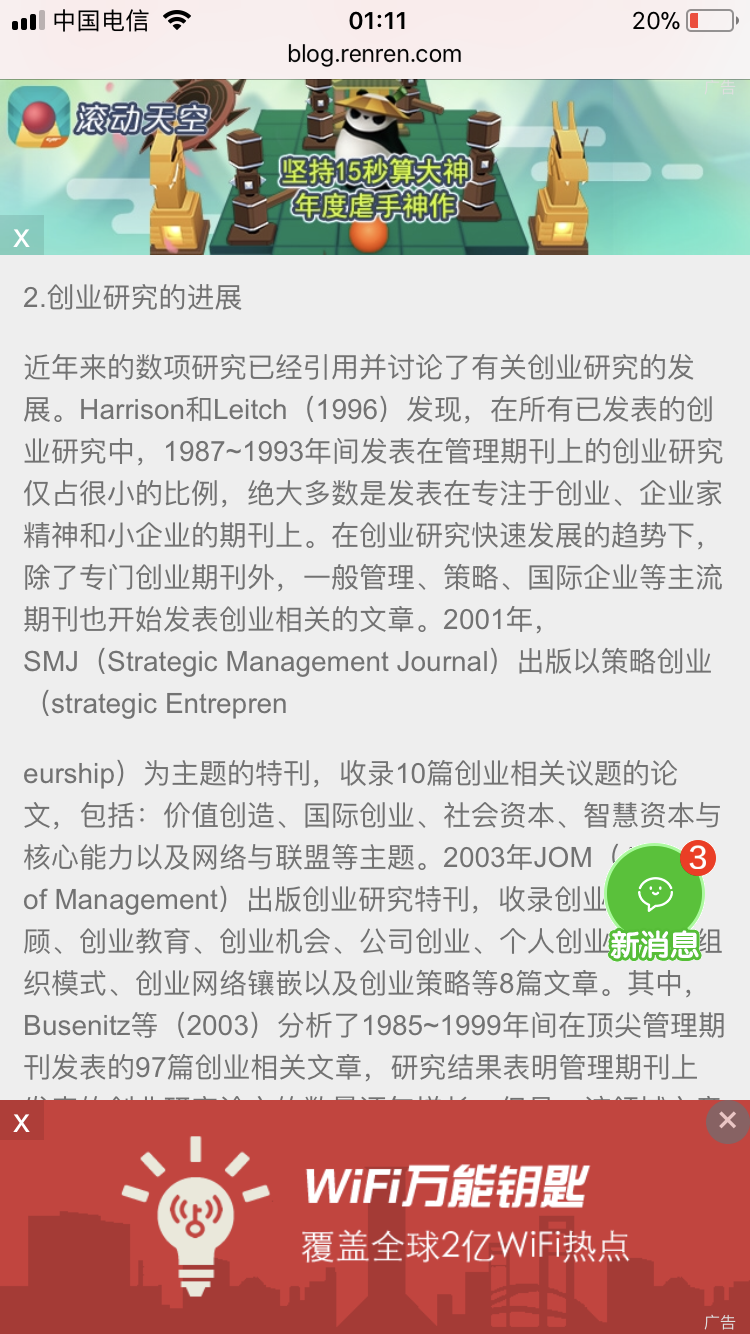 中国电信
01:11
20%
blog.renren.com
广告
滚动天空
坚持15秒算大神
年度虐手神作
X
2.创业研究的进展
近年来的数项研究已经引用并讨论了有关创业研究的发
展。Harrison和Leitch（1996）发现，在所有已发表的创
业研究中，1987~1993年间发表在管理期刊上的创业研究
仅占很小的比例，绝大多数是发表在专注于创业、企业家
精神和小企业的期刊上。在创业研究快速发展的趋势下，
除了专门创业期刊外，一般管理、策略、国际企业等主流
期刊也开始发表创业相关的文章。2001年，
SMJ（Strategic Management Journal）出版以策略创业
（strategic Entrepren
eurship）为主题的特刊，收录10篇创业相关议题的论
文，包括：价值创造、国际创业、社会资本、智慧资本与
核心能力以及网络与联盟等主题。2003年JOM（
3
of Management）出版创业研究特刊，收录创业
顾、创业教育、创业机会、公司创业、个人创业 组
新消息
织模式、创业网络镶嵌以及创业策略等8篇文章。其中，
Busenitz等（2003）分析了1985~1999年间在顶尖管理期
刊发表的97篇创业相关文章，研究结果表明管理期刊上
X
WiFi万能钥匙
覆盖全球2亿WiFi热点
广告